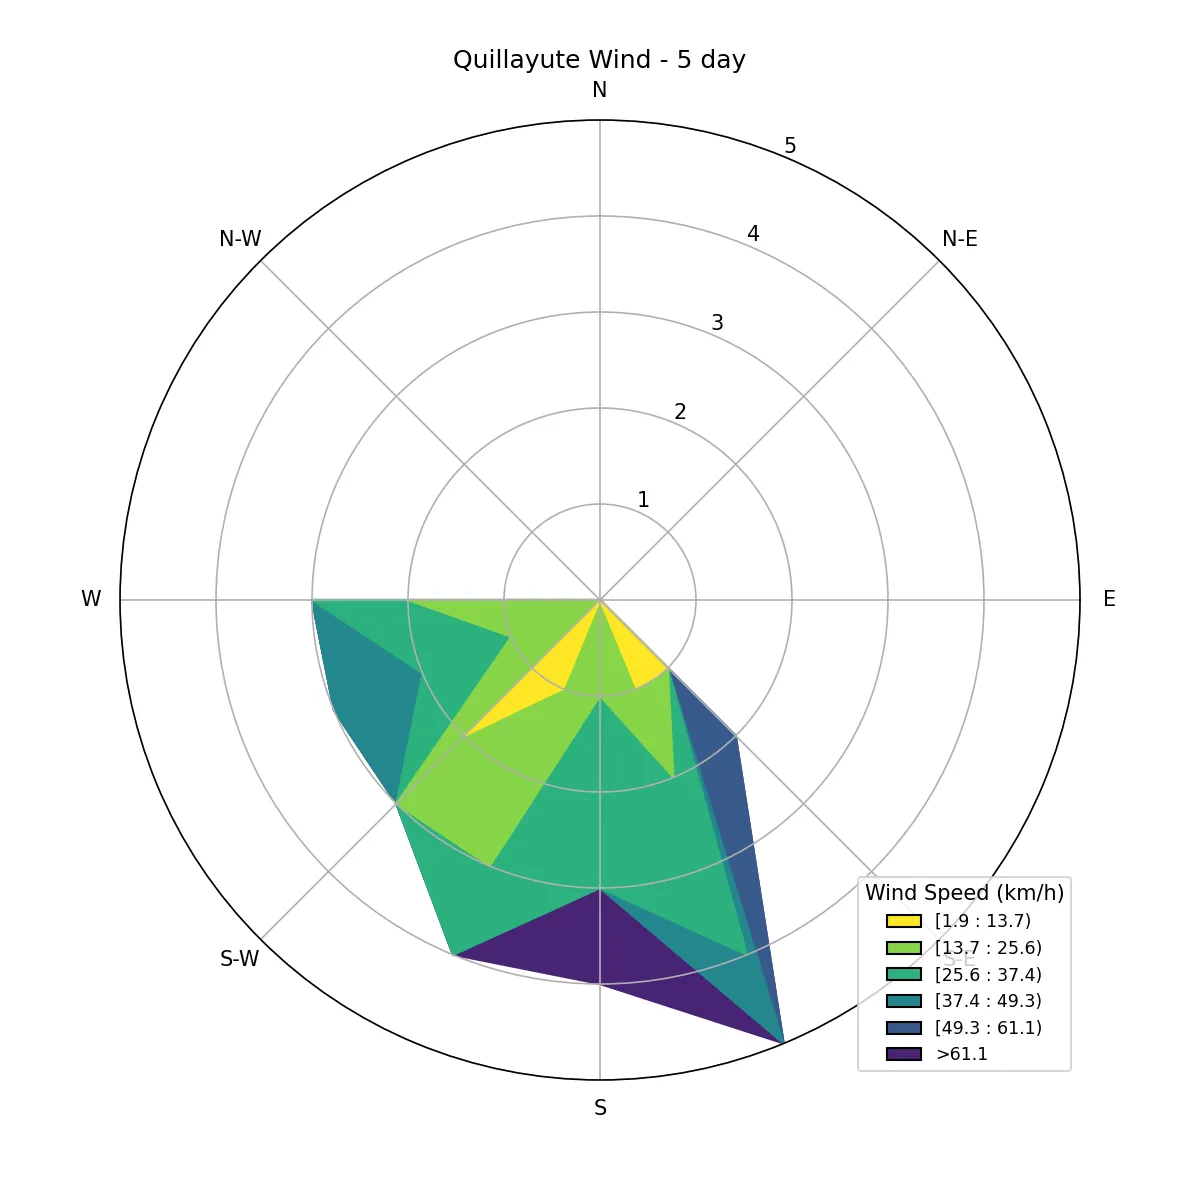 Quillayute Wind - 5 day
N
5
N-W
4
N-E
3
2
1
W
E
Wind Speed (km/h)
[1.9 : 13.7)
[13.7 : 25.6)
S-W
S-E
[25.6 : 37.4)
[37.4 : 49.3)
[49.3 : 61.1)
>61.1
S